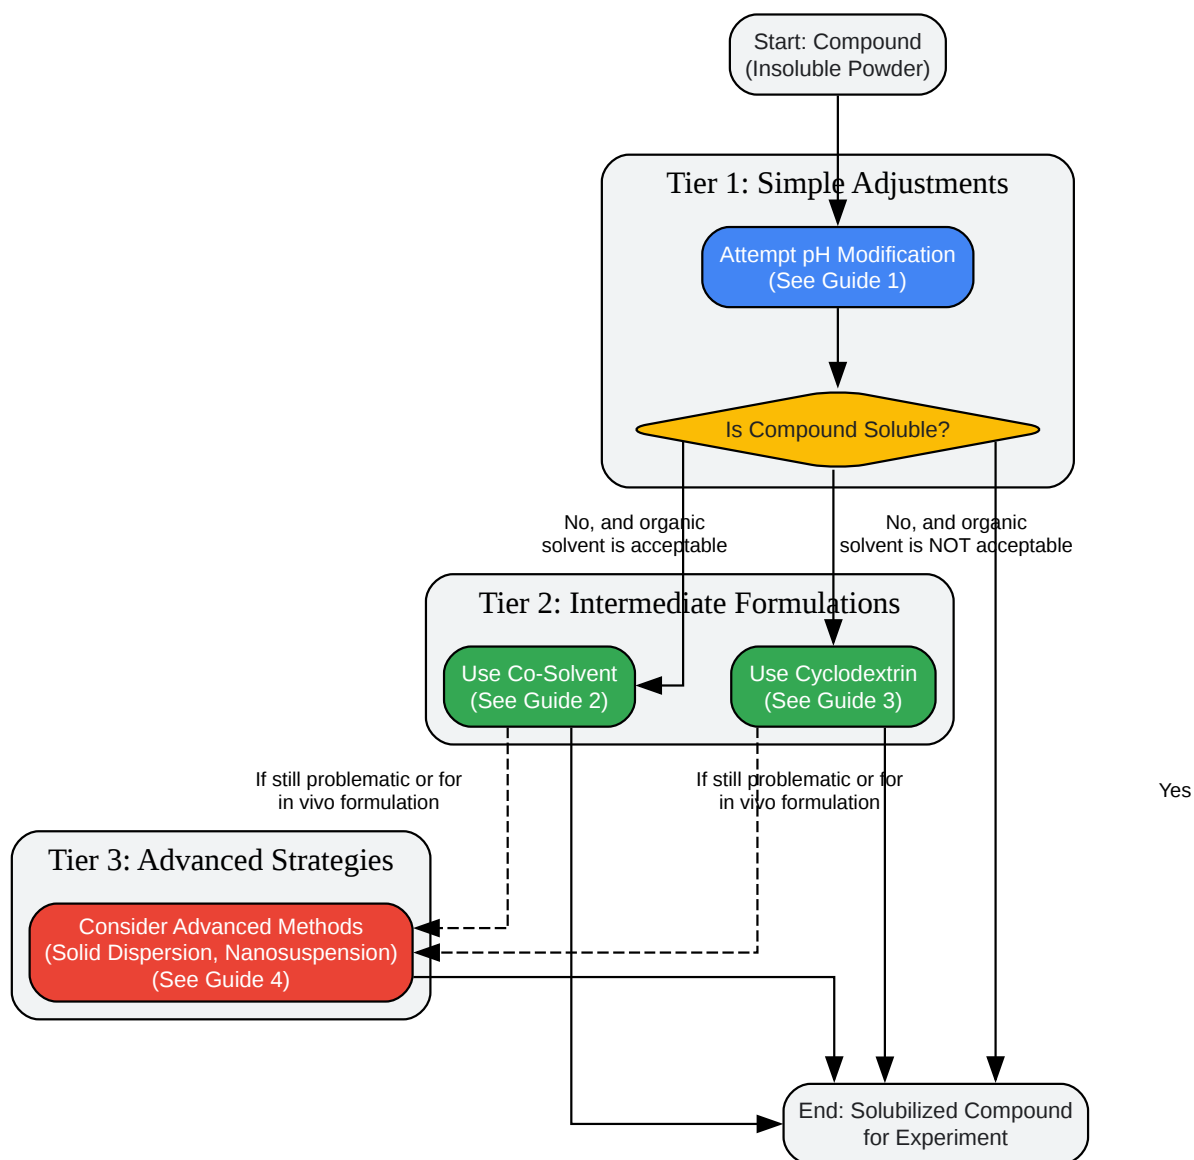 Start: Compound
(Insoluble Powder)
Tier 1: Simple Adjustments
Attempt pH Modification
(See Guide 1)
Is Compound Soluble?
No, and organic
solvent is acceptable
No, and organic
solvent is NOT acceptable
Tier 2: Intermediate Formulations
Use Co-Solvent
(See Guide 2)
Use Cyclodextrin
(See Guide 3)
If still problematic or for
in vivo formulation
If still problematic or for
in vivo formulation
Yes
Tier 3: Advanced Strategies
Consider Advanced Methods
(Solid Dispersion, Nanosuspension)
(See Guide 4)
End: Solubilized Compound
for Experiment